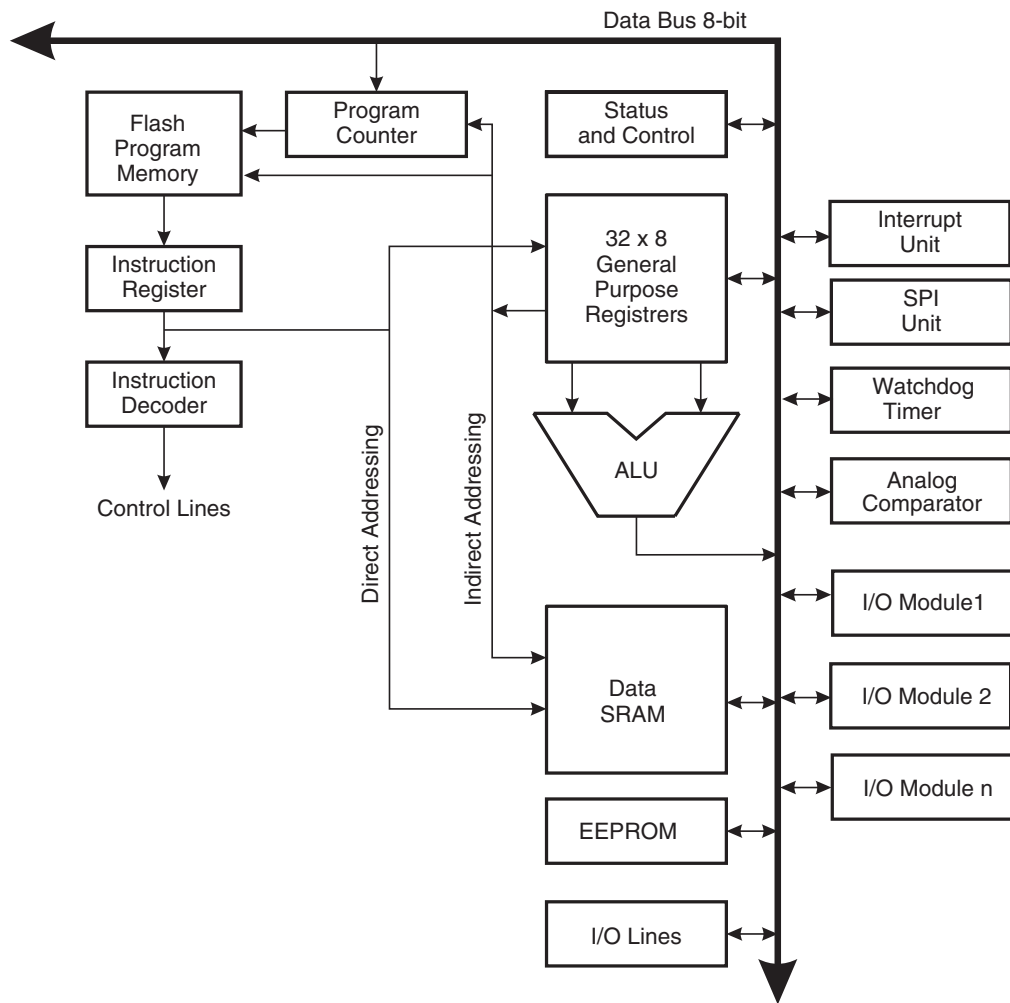 Data Bus 8-bit
Flash
Program
Memory
Program
Counter
Status
and Control
Interrupt
Unit
32 x 8
General
Purpose
Registrers
Instruction
Register
SPI
Unit
Instruction
Decoder
Watchdog
Timer
Control Lines
Direct Addressing
Indirect Addressing
ALU
Analog
Comparator
I/O Module1
Data
SRAM
I/O Module 2
I/O Module n
EEPROM
I/O Lines